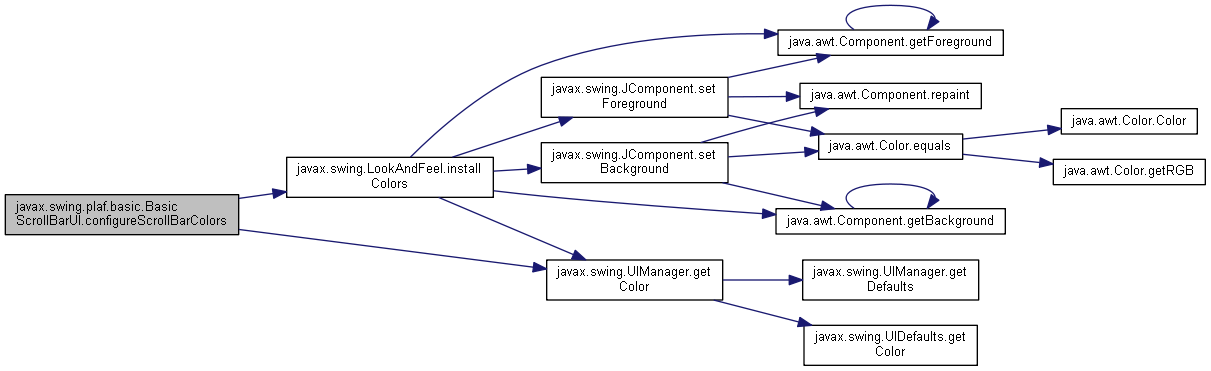 javax.swing.plaf.basic.Basic
ScrollBarUI.configureScrollBarColors
javax.swing.LookAndFeel.install
Colors
javax.swing.JComponent.set
Foreground
javax.swing.JComponent.set
Background
javax.swing.UIManager.get
Color
java.awt.Component.getForeground
java.awt.Component.repaint
java.awt.Color.equals
java.awt.Component.getBackground
javax.swing.UIManager.get
Defaults
javax.swing.UIDefaults.get
Color
java.awt.Color.Color
java.awt.Color.getRGB